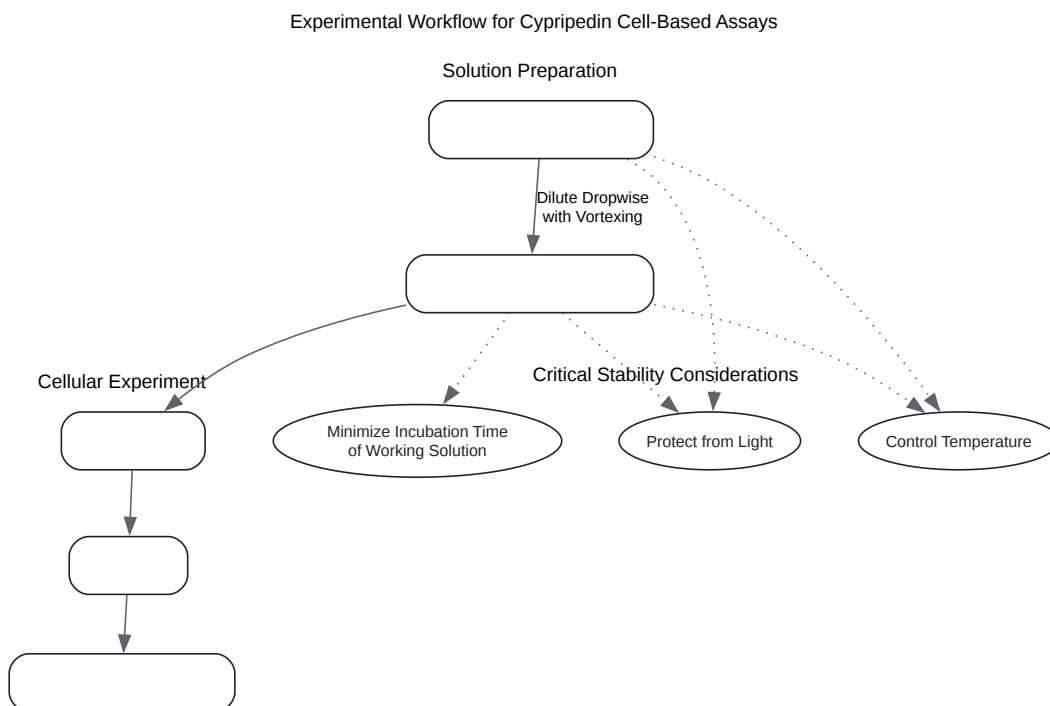 Experimental Workflow for Cypripedin Cell-Based Assays
Solution Preparation
Dilute Dropwise
with Vortexing
Cellular Experiment
Critical Stability Considerations
Minimize Incubation Time
of Working Solution
Protect from Light
Control Temperature